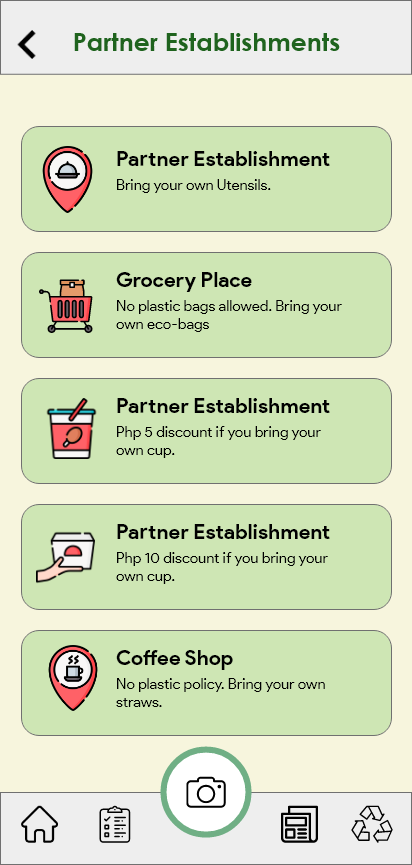 Partner Establishments
Partner Establishment
Bring your own Utensils.
Grocery Place
No plastic bags allowed. Bring your
own eco-bags
Partner Establishment
Php 5 discount if you bring your
own cup.
Partner Establishment
Php 10 discount if you bring your
own cup.
Coffee Shop
No plastic policy. Bring your own
straws.